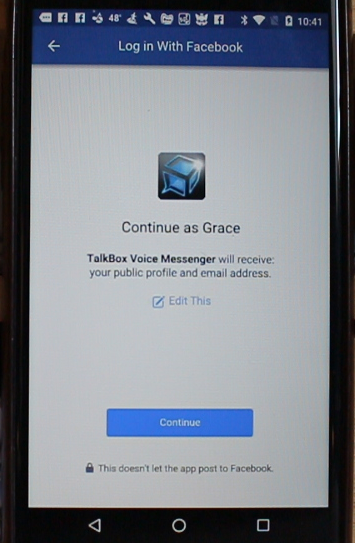 48° 10:41
Log in With Facebook
Continue as Grace
TalkBox Voice Messenger will receive:
your public profile and email address.
Edit This
Continue
This doesn't let the app post to Facebook.